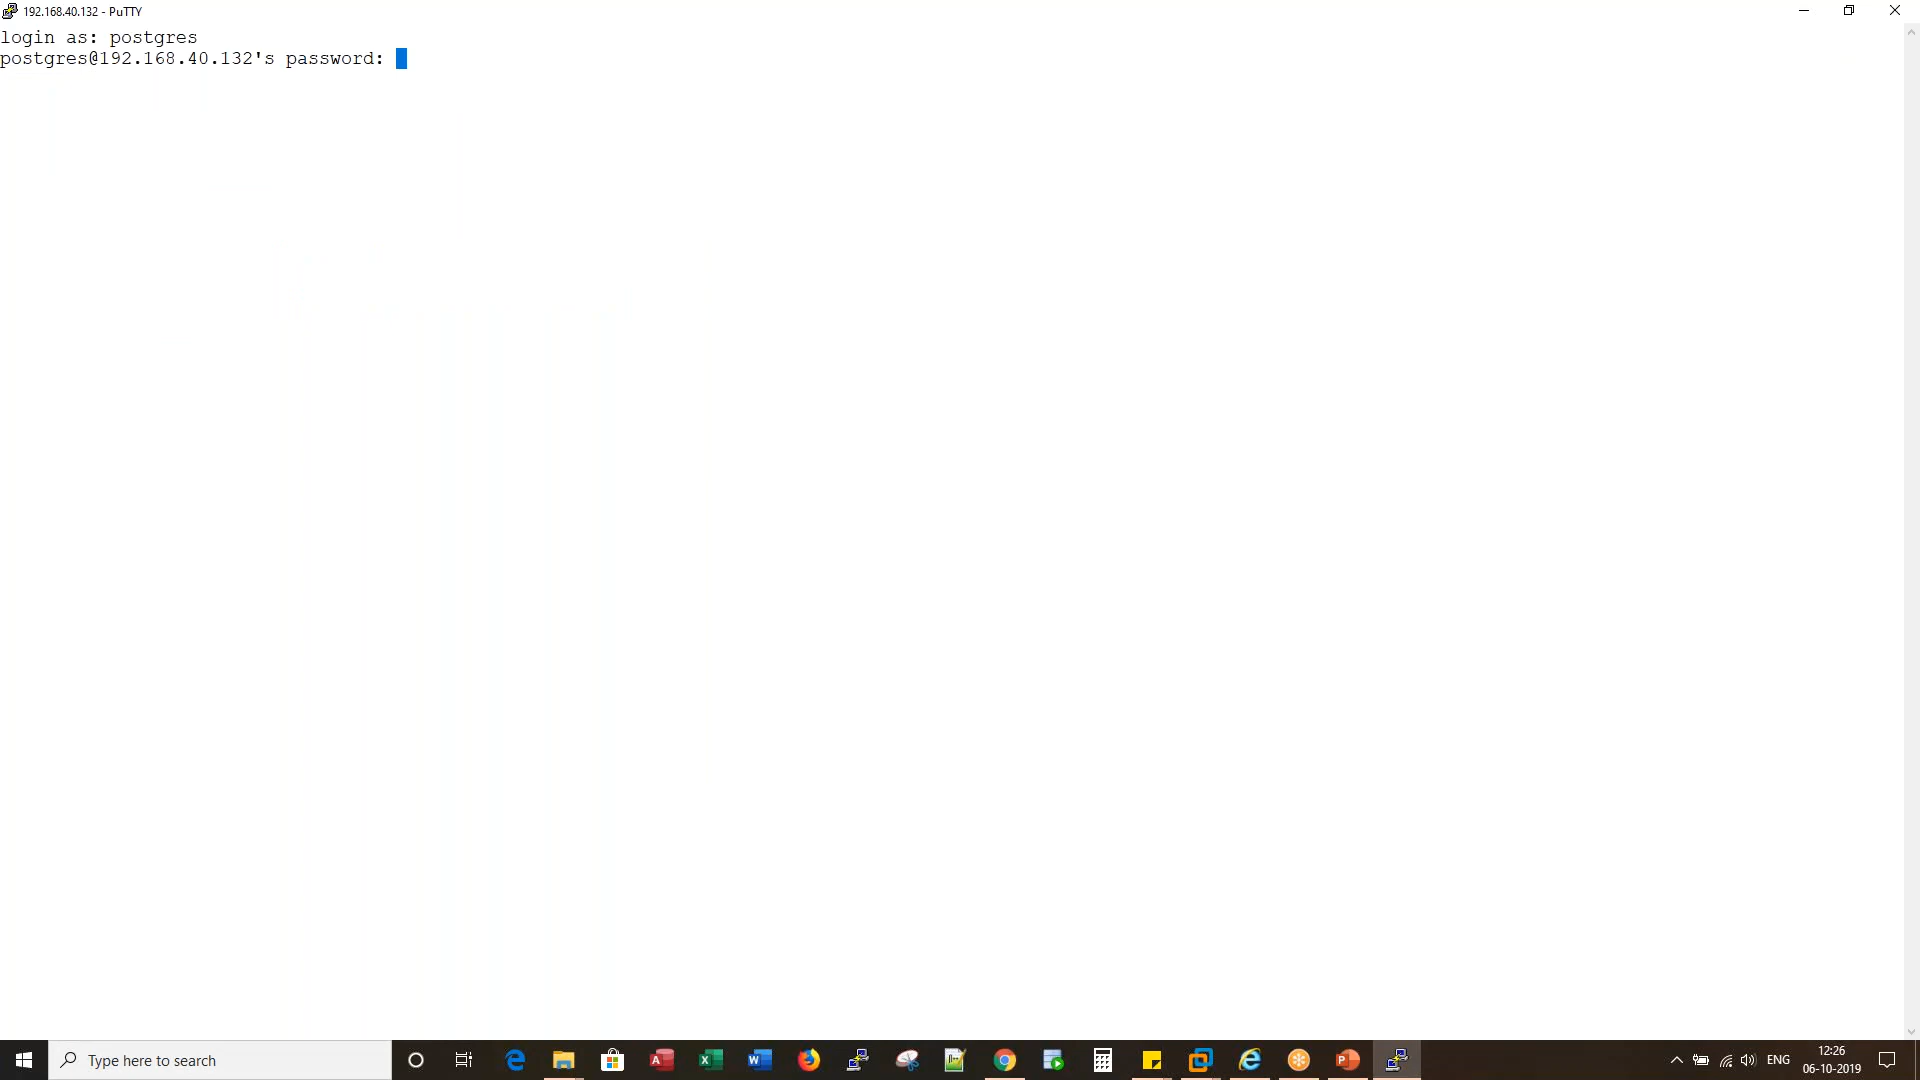 192.168.40.132 - PuTTY
login as: postgres
postgres@192.168.40.132's password:
Type here to search
ENG
12:26
06-10-2019